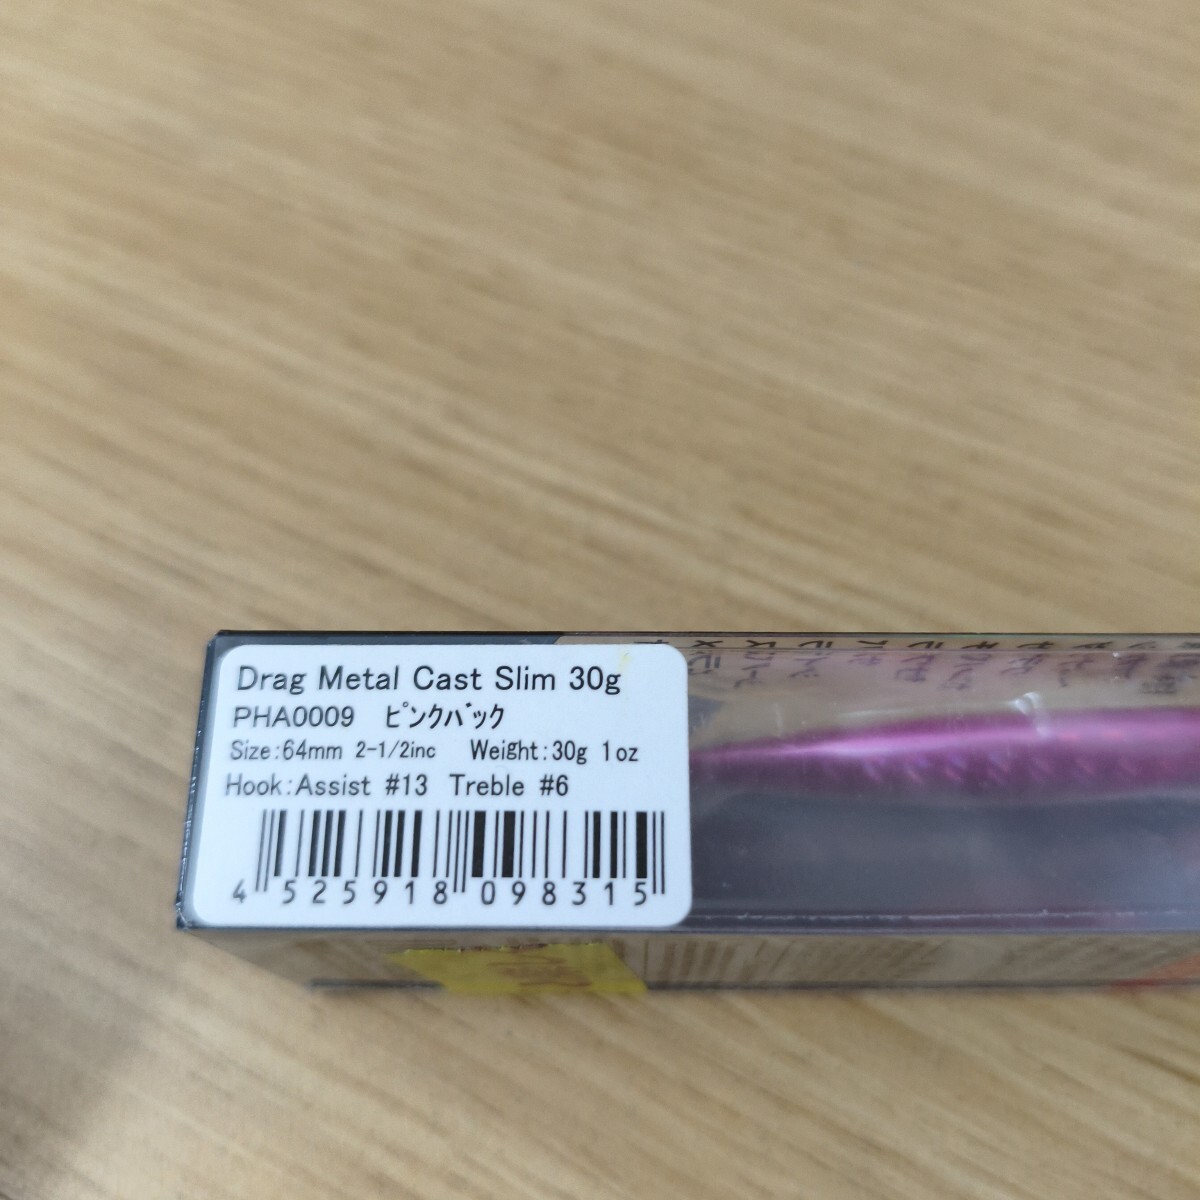 Drag Metal Cast Slim 30g
PHA0009 ﾋﾟﾝｸﾊﾞｯｸ
Size:64mm 2-1/2inc Weight:30g 1oz
Hook:Assist #13 Treble #6
4 525918 098315